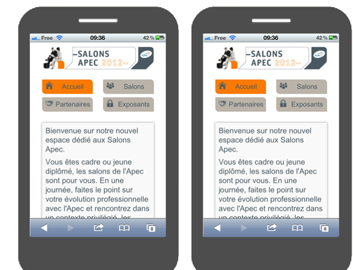 Free 09:36 42 %
SALONS
APEC 2012
Accueil Salons
Partenaires Exposants
Bienvenue sur notre nouvel
espace dédié aux Salons
Apec.
Vous êtes cadre ou jeune
diplômé, les salons de l'Apec
sont pour vous. En une
journée, faites le point sur
votre évolution professionnelle
avec l'Apec et rencontrez dans
un contexte privilégié, les
Free 09:36 42 %
SALONS
APEC 2012
Accueil Salons
Partenaires Exposants
Bienvenue sur notre nouvel
espace dédié aux Salons
Apec.
Vous êtes cadre ou jeune
diplômé, les salons de l'Apec
sont pour vous. En une
journée, faites le point sur
votre évolution professionnelle
avec l'Apec et rencontrez dans
un contexte privilégié, les